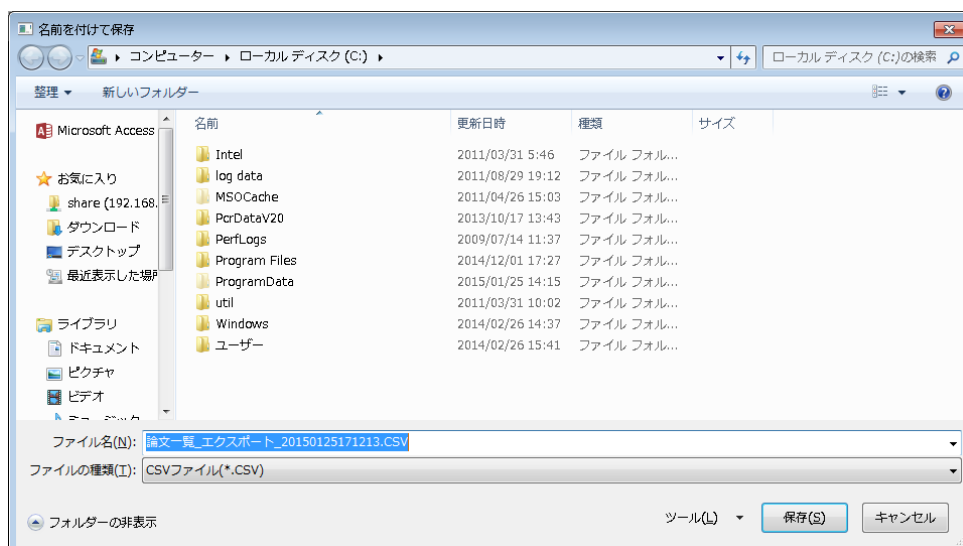 名前を付けて保存
コンピューター ▸ ローカル ディスク (C:) ▸
ローカル ディスク (C:)の検索
整理 ▼ 新しいフォルダー
名前 更新日時 種類 サイズ
Microsoft Access
お気に入り
share (192.168.
ダウンロード
デスクトップ
最近表示した場所
ライブラリ
ドキュメント
ピクチャ
ビデオ
Intel 2011/03/31 5:46 ファイル フォル...
log data 2011/08/29 19:12 ファイル フォル...
MSOCache 2011/04/26 15:03 ファイル フォル...
PcrDataV20 2013/10/17 13:43 ファイル フォル...
PerfLogs 2009/07/14 11:37 ファイル フォル...
Program Files 2014/12/01 17:27 ファイル フォル...
ProgramData 2015/01/25 14:15 ファイル フォル...
util 2011/03/31 10:02 ファイル フォル...
Windows 2014/02/26 14:37 ファイル フォル...
ユーザー 2014/02/26 15:41 ファイル フォル...
ファイル名(N): 論文一覧_エクスポート_20150125171213.CSV
ファイルの種類(T): CSVファイル(*.CSV)
フォルダーの非表示
ツール(L) ▼ 保存(S) キャンセル